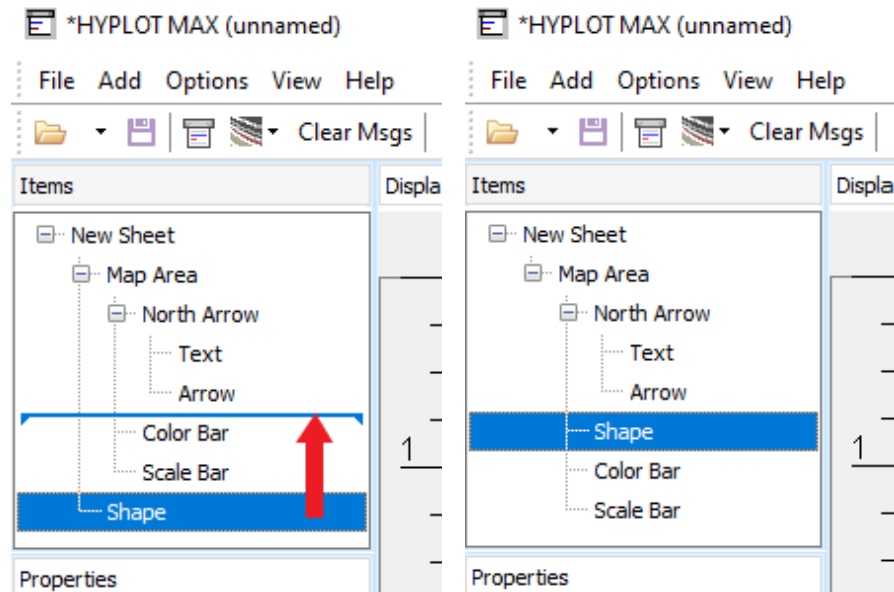 *HYPLOT MAX (unnamed)
File Add Options View Help
Clear Msgs
Items
Displa
New Sheet
Map Area
North Arrow
Text
Arrow
Color Bar
Scale Bar
Shape
1
Properties
*HYPLOT MAX (unnamed)
File Add Options View Help
Clear Msgs
Items
Displa
New Sheet
Map Area
North Arrow
Text
Arrow
Shape
Color Bar
Scale Bar
1
Properties